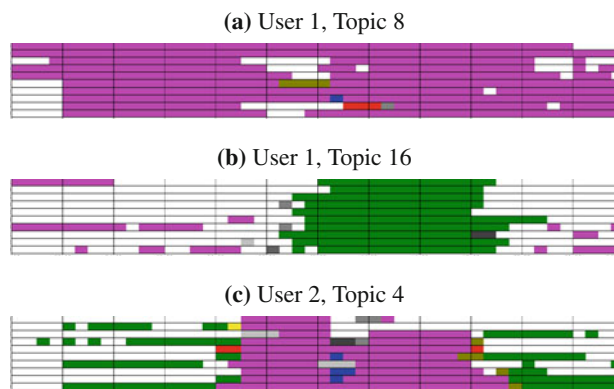 (a) User 1, Topic 8
(b) User 1, Topic 16
(c) User 2, Topic 4